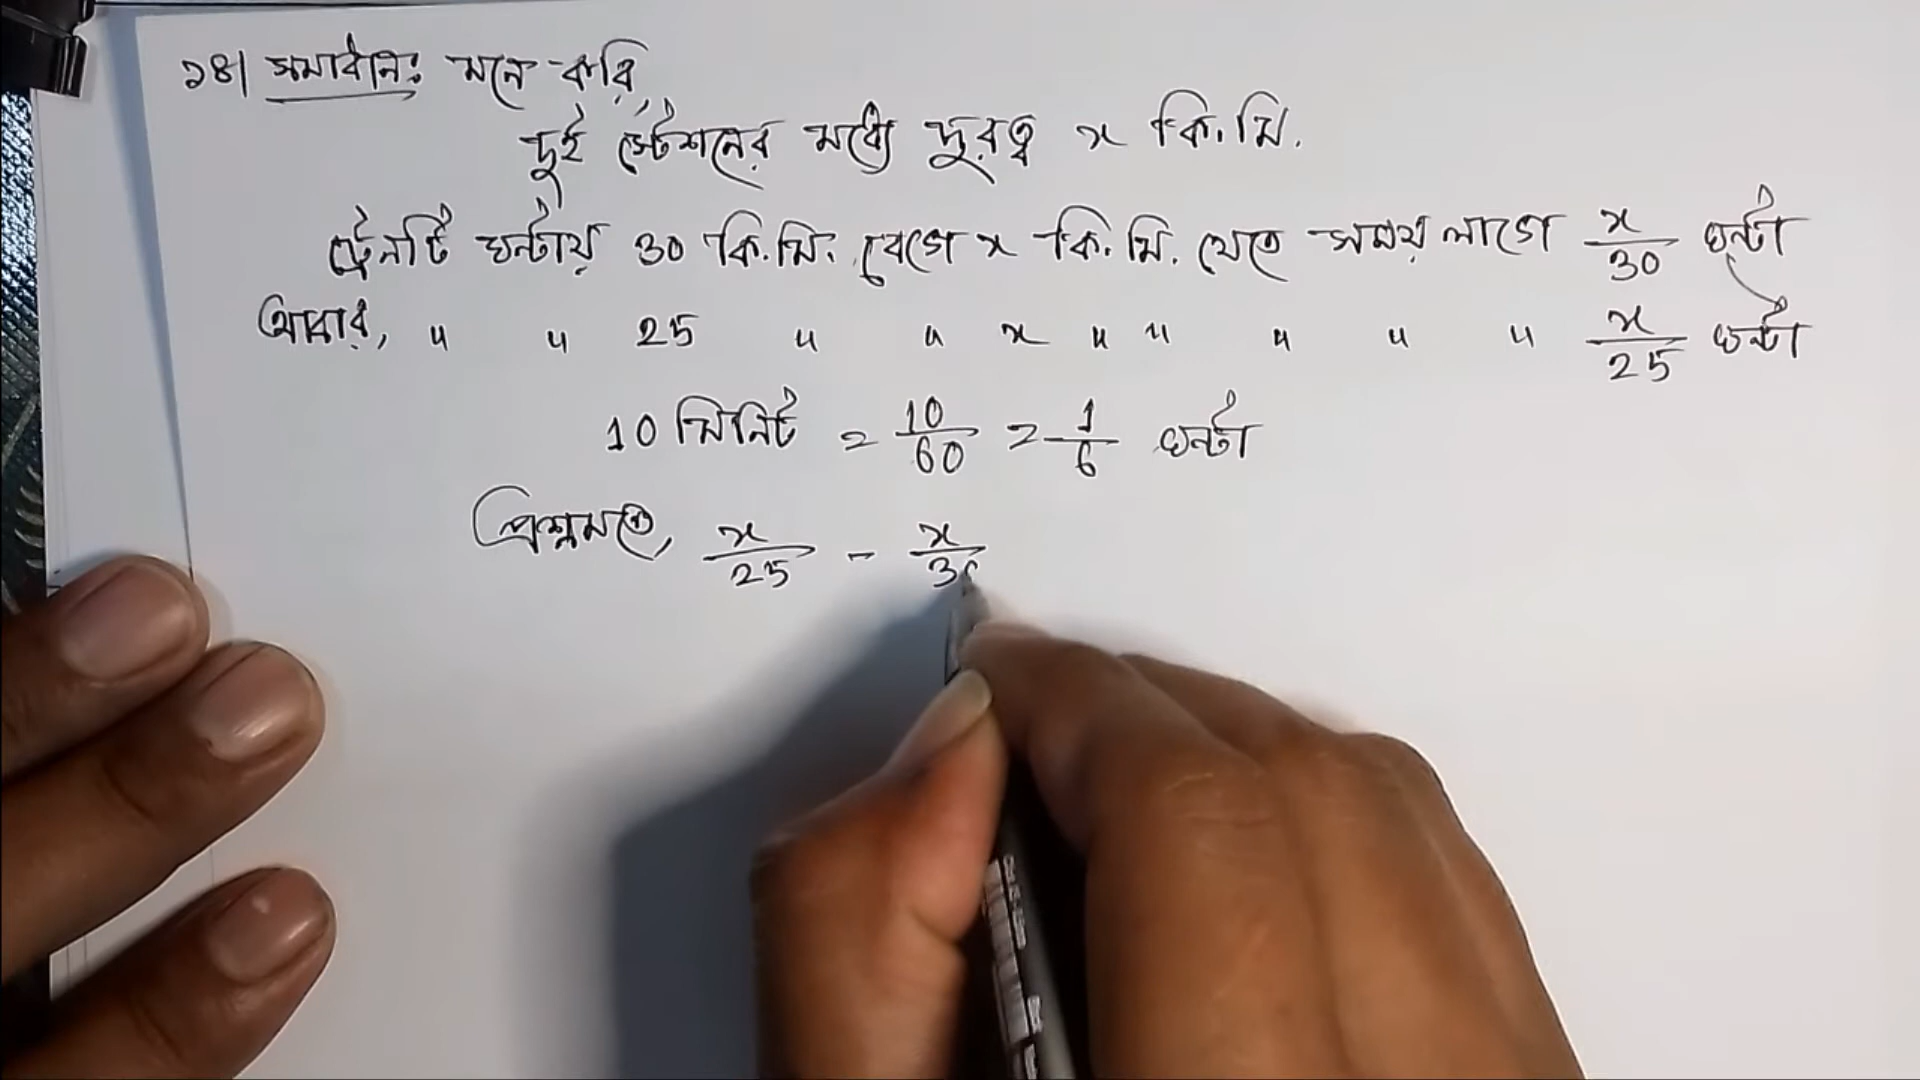 ১৪| সমাধান: মনে করি,
দুই স্টেশনের মধ্যে দুরত্ব x কি.মি.
ট্রেনটি ঘন্টায় 30 কি.মি. বেগে x কি.মি. যেতে সময় লাগে x/30 ঘন্টা
আবার, " " 25 " " x " " " " " x/25 ঘন্টা
10 মিনিট = 10/60 = 1/6 ঘন্টা
প্রশ্নমতে, x/25 - x/30